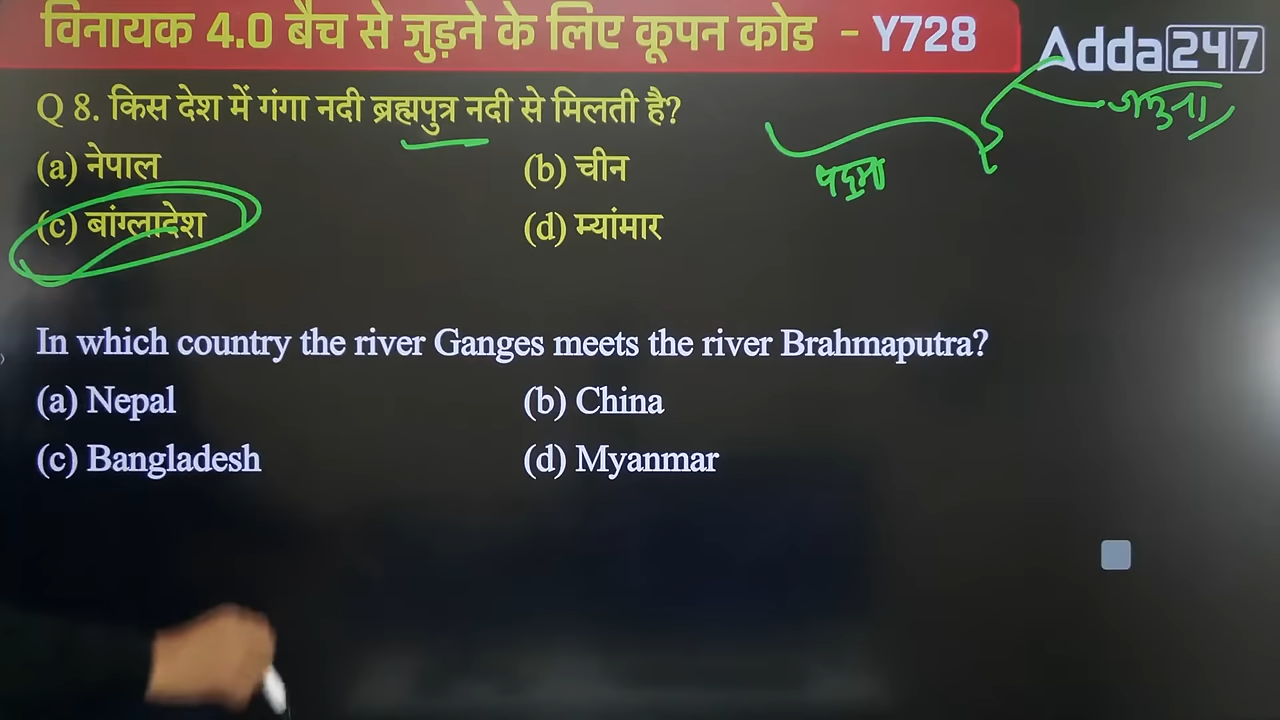 विनायक 4.0 बैच से जुड़ने के लिए कूपन कोड - Y728
Adda247
Q 8. किस देश में गंगा नदी ब्रह्मपुत्र नदी से मिलती है?
जमुना
(a) नेपाल
(b) चीन
पदमा
(c) बांग्लादेश
(d) म्यांमार
In which country the river Ganges meets the river Brahmaputra?
(a) Nepal
(b) China
(c) Bangladesh
(d) Myanmar